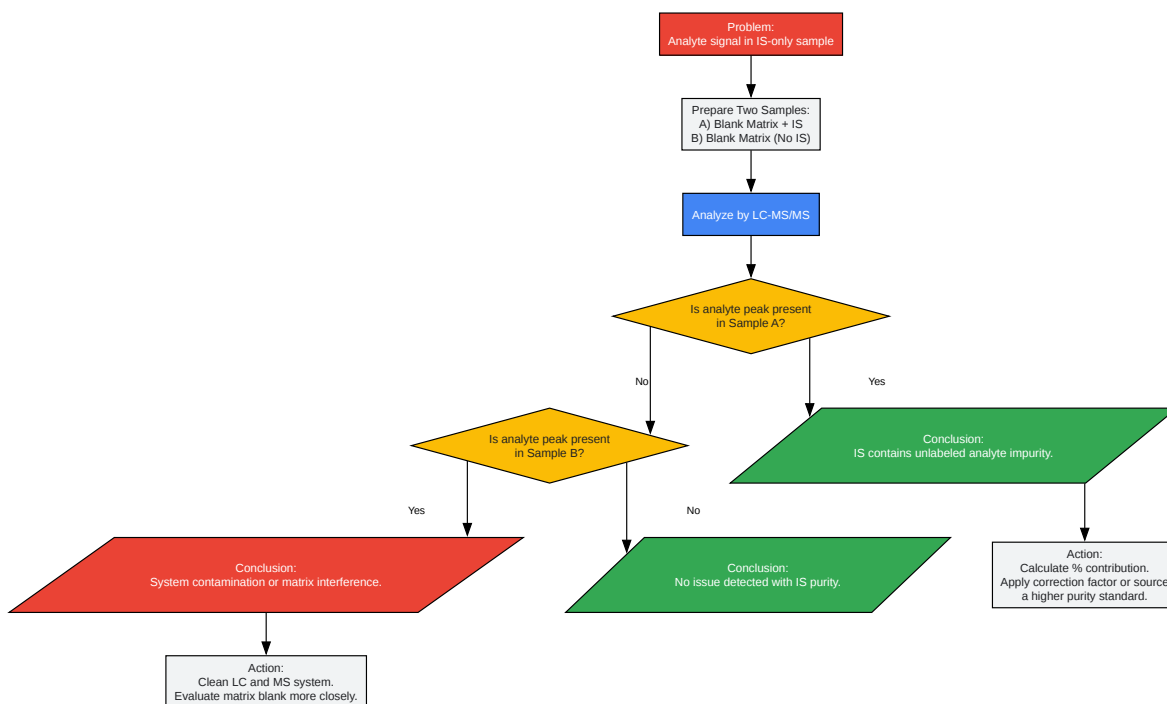 Problem:
Analyte signal in IS-only sample
Prepare Two Samples:
A) Blank Matrix + IS
B) Blank Matrix (No IS)
Analyze by LC-MS/MS
Is analyte peak present
in Sample A?
No
Yes
Is analyte peak present
in Sample B?
Conclusion:
IS contains unlabeled analyte impurity.
Yes
No
Conclusion:
System contamination or matrix interference.
Conclusion:
No issue detected with IS purity.
Action:
Calculate % contribution.
Apply correction factor or source
a higher purity standard.
Action:
Clean LC and MS system.
Evaluate matrix blank more closely.